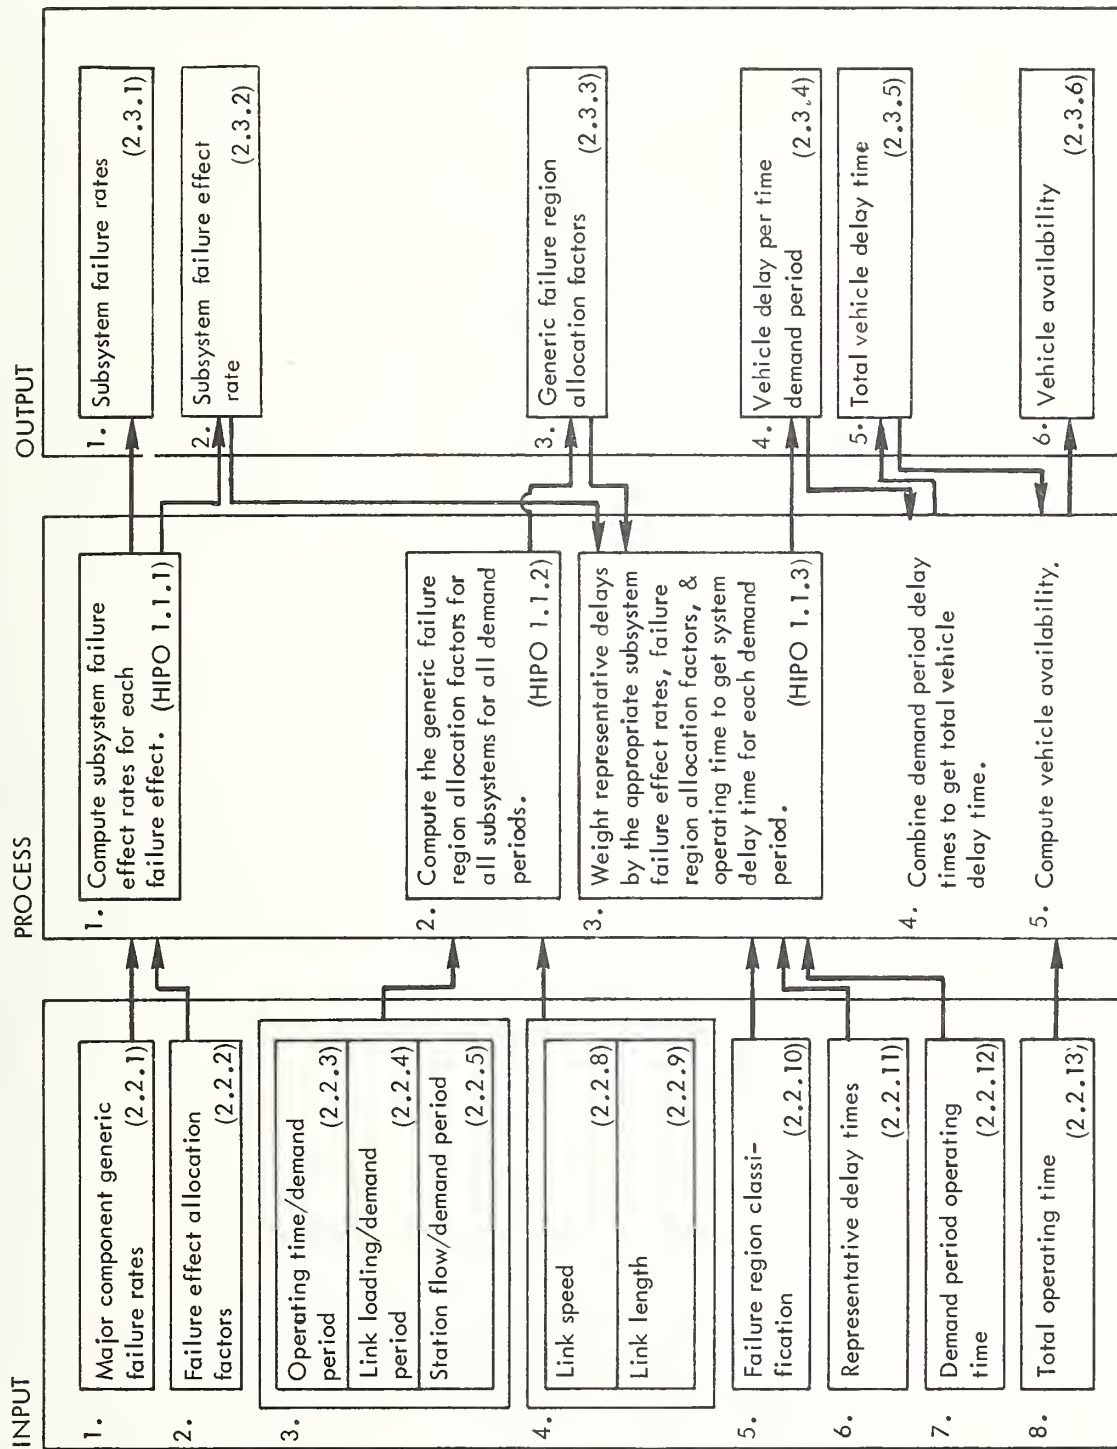 INPUT
1. Major component generic
failure rates
(2.2.1)
2. Failure effect allocation
factors
(2.2.2)
3.
Operating time/demand
period
(2.2.3)
Link loading/demand
period
(2.2.4)
Station flow/demand period
(2.2.5)
4.
Link speed
(2.2.8)
Link length
(2.2.9)
5. Failure region classi-
fication
(2.2.10)
6. Representative delay times
(2.2.11)
7. Demand period operating
time
(2.2.12)
8. Total operating time
(2.2.13)
PROCESS
1. Compute subsystem failure
effect rates for each
failure effect. (HIPO 1.1.1)
2. Compute the generic failure
region allocation factors for
all subsystems for all demand
periods.
(HIPO 1.1.2)
3. Weight representative delays
by the appropriate subsystem
failure effect rates, failure
region allocation factors, &
operating time to get system
delay time for each demand
period.
(HIPO 1.1.3)
4. Combine demand period delay
times to get total vehicle
delay time.
5. Compute vehicle availability.
OUTPUT
1. Subsystem failure rates
(2.3.1)
2. Subsystem failure effect
rate
(2.3.2)
3. Generic failure region
allocation factors
(2.3.3)
4. Vehicle delay per time
demand period
(2.3.4)
5. Total vehicle delay time
(2.3.5)
6. Vehicle availability
(2.3.6)